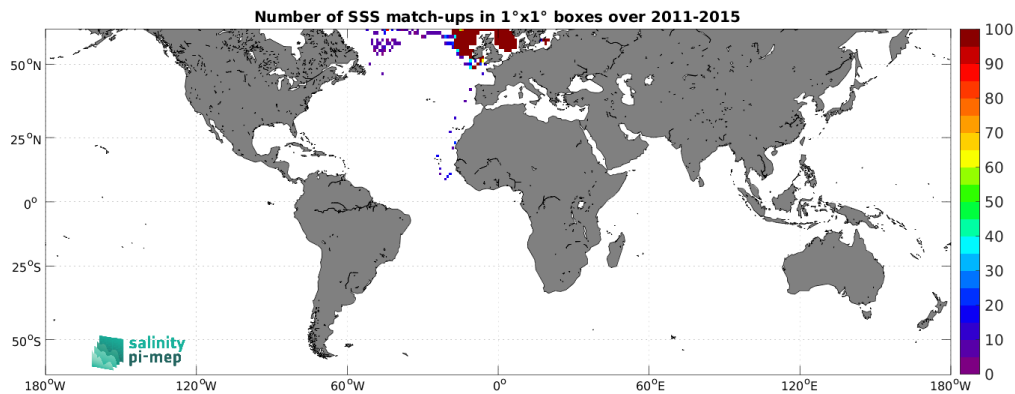 Number of SSS match-ups in 1°x1° boxes over 2011-2015
50°N
25°N
0°
25°S
50°S
180°W
120°W
60°W
0°
60°E
120°E
180°W
100
90
80
70
60
50
40
30
20
10
0
salinity
pi-mep